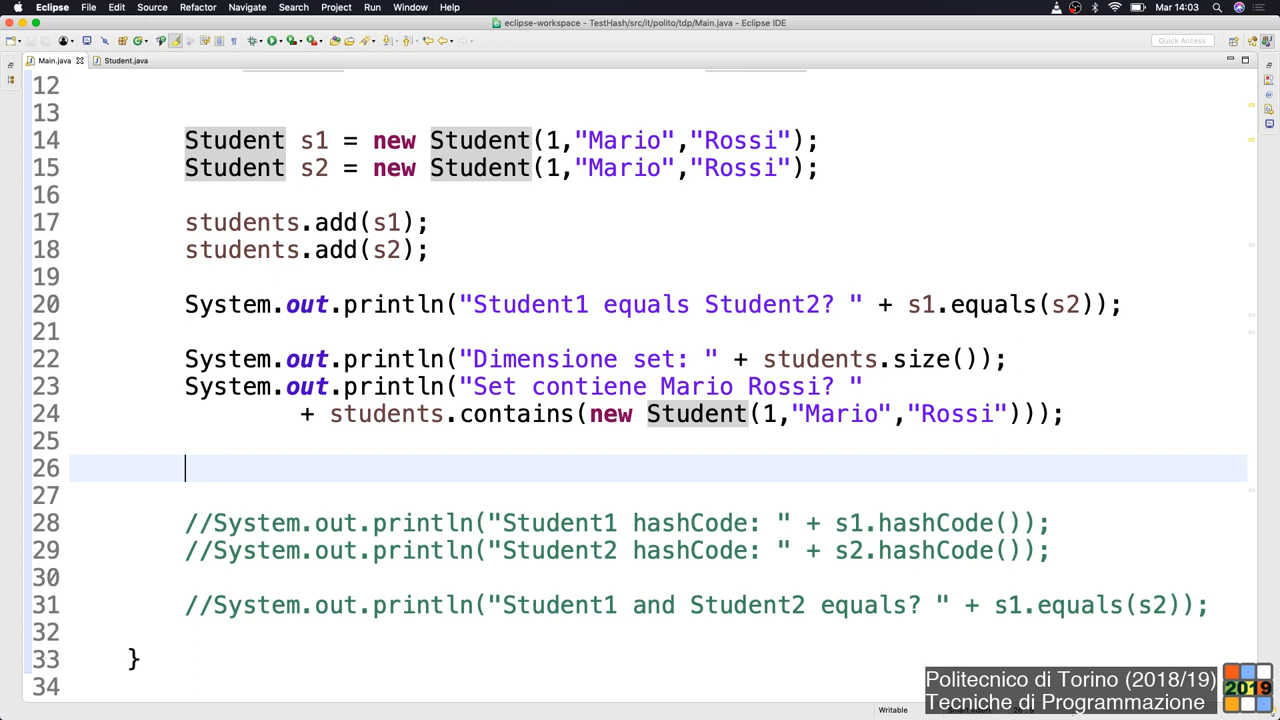 Eclipse File Edit Source Refactor Navigate Search Project Run Window Help Mar 14:03
eclipse-workspace - TestHash/src/it/polito/tdp/Main.java - Eclipse IDE
Quick Access
Main.java Student.java
12
13
14 Student s1 = new Student(1,"Mario","Rossi");
15 Student s2 = new Student(1,"Mario","Rossi");
16
17 students.add(s1);
18 students.add(s2);
19
20 System.out.println("Student1 equals Student2? " + s1.equals(s2));
21
22 System.out.println("Dimensione set: " + students.size());
23 System.out.println("Set contiene Mario Rossi? "
24 + students.contains(new Student(1,"Mario","Rossi")));
25
26
27
28 //System.out.println("Student1 hashCode: " + s1.hashCode());
29 //System.out.println("Student2 hashCode: " + s2.hashCode());
30
31 //System.out.println("Student1 and Student2 equals? " + s1.equals(s2));
32
33 }
34
Politecnico di Torino (2018/19)
Tecniche di Programmazione
2019
Writable